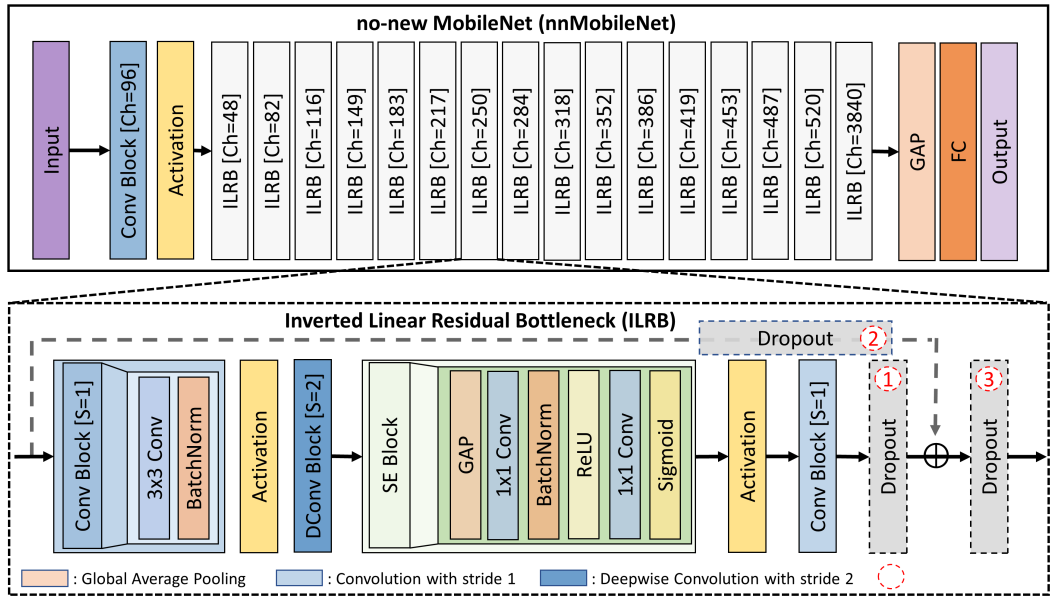 no-new MobileNet (nnMobileNet)
Input
Conv Block [Ch=96]
Activation
ILRB [Ch=48]
ILRB [Ch=82]
ILRB [Ch=116]
ILRB [Ch=149]
ILRB [Ch=183]
ILRB [Ch=217]
ILRB [Ch=250]
ILRB [Ch=284]
ILRB [Ch=318]
ILRB [Ch=352]
ILRB [Ch=386]
ILRB [Ch=419]
ILRB [Ch=453]
ILRB [Ch=487]
ILRB [Ch=520]
ILRB [Ch=3840]
GAP
FC
Output
Inverted Linear Residual Bottleneck (ILRB)
Dropout 2
Conv Block [S=1]
3x3 Conv
BatchNorm
Activation
DConv Block [S=2]
SE Block
GAP
1x1 Conv
BatchNorm
ReLU
1x1 Conv
Sigmoid
Activation
Conv Block [S=1]
1
Dropout
3
Dropout
: Global Average Pooling
: Convolution with stride 1
: Deepwise Convolution with stride 2